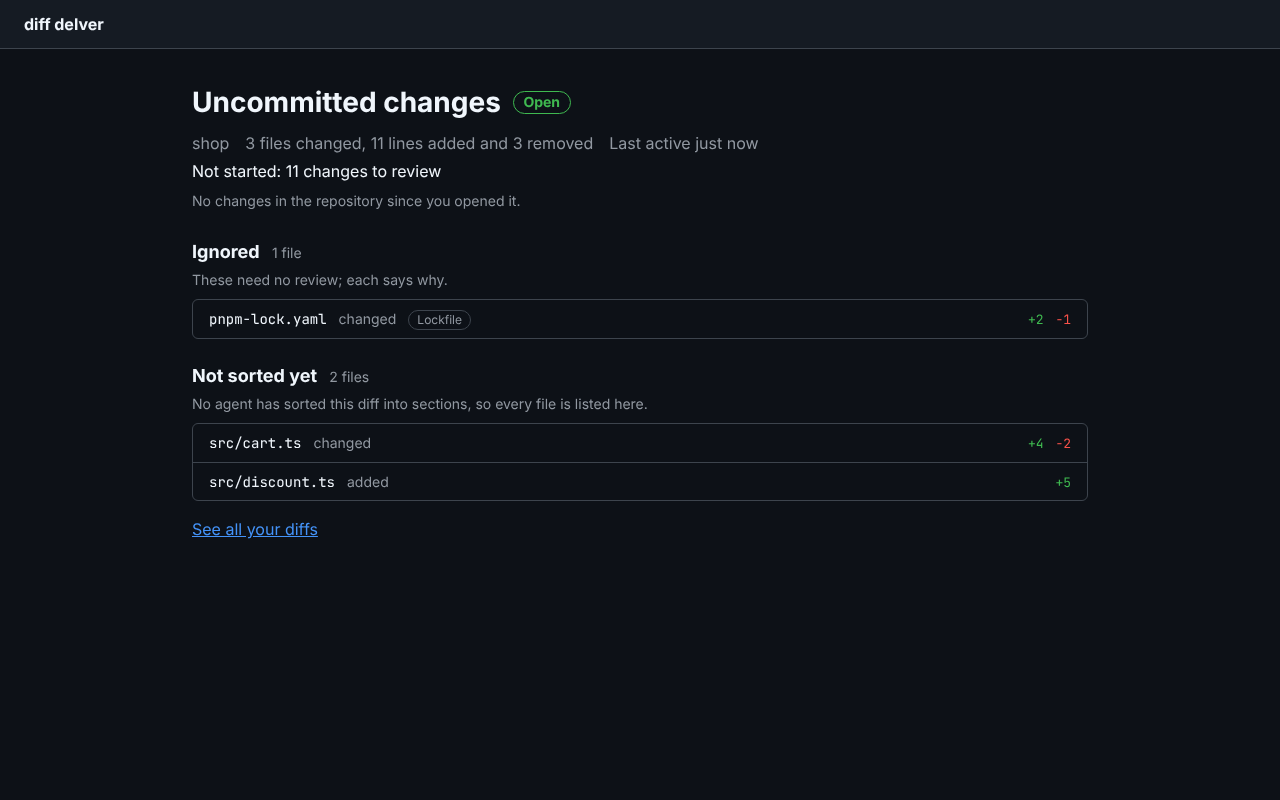 diff delver
Uncommitted changes Open
shop 3 files changed, 11 lines added and 3 removed Last active just now
Not started: 11 changes to review
No changes in the repository since you opened it.
Ignored 1 file
These need no review; each says why.
pnpm-lock.yaml changed Lockfile +2 -1
Not sorted yet 2 files
No agent has sorted this diff into sections, so every file is listed here.
src/cart.ts changed +4 -2
src/discount.ts added +5
See all your diffs